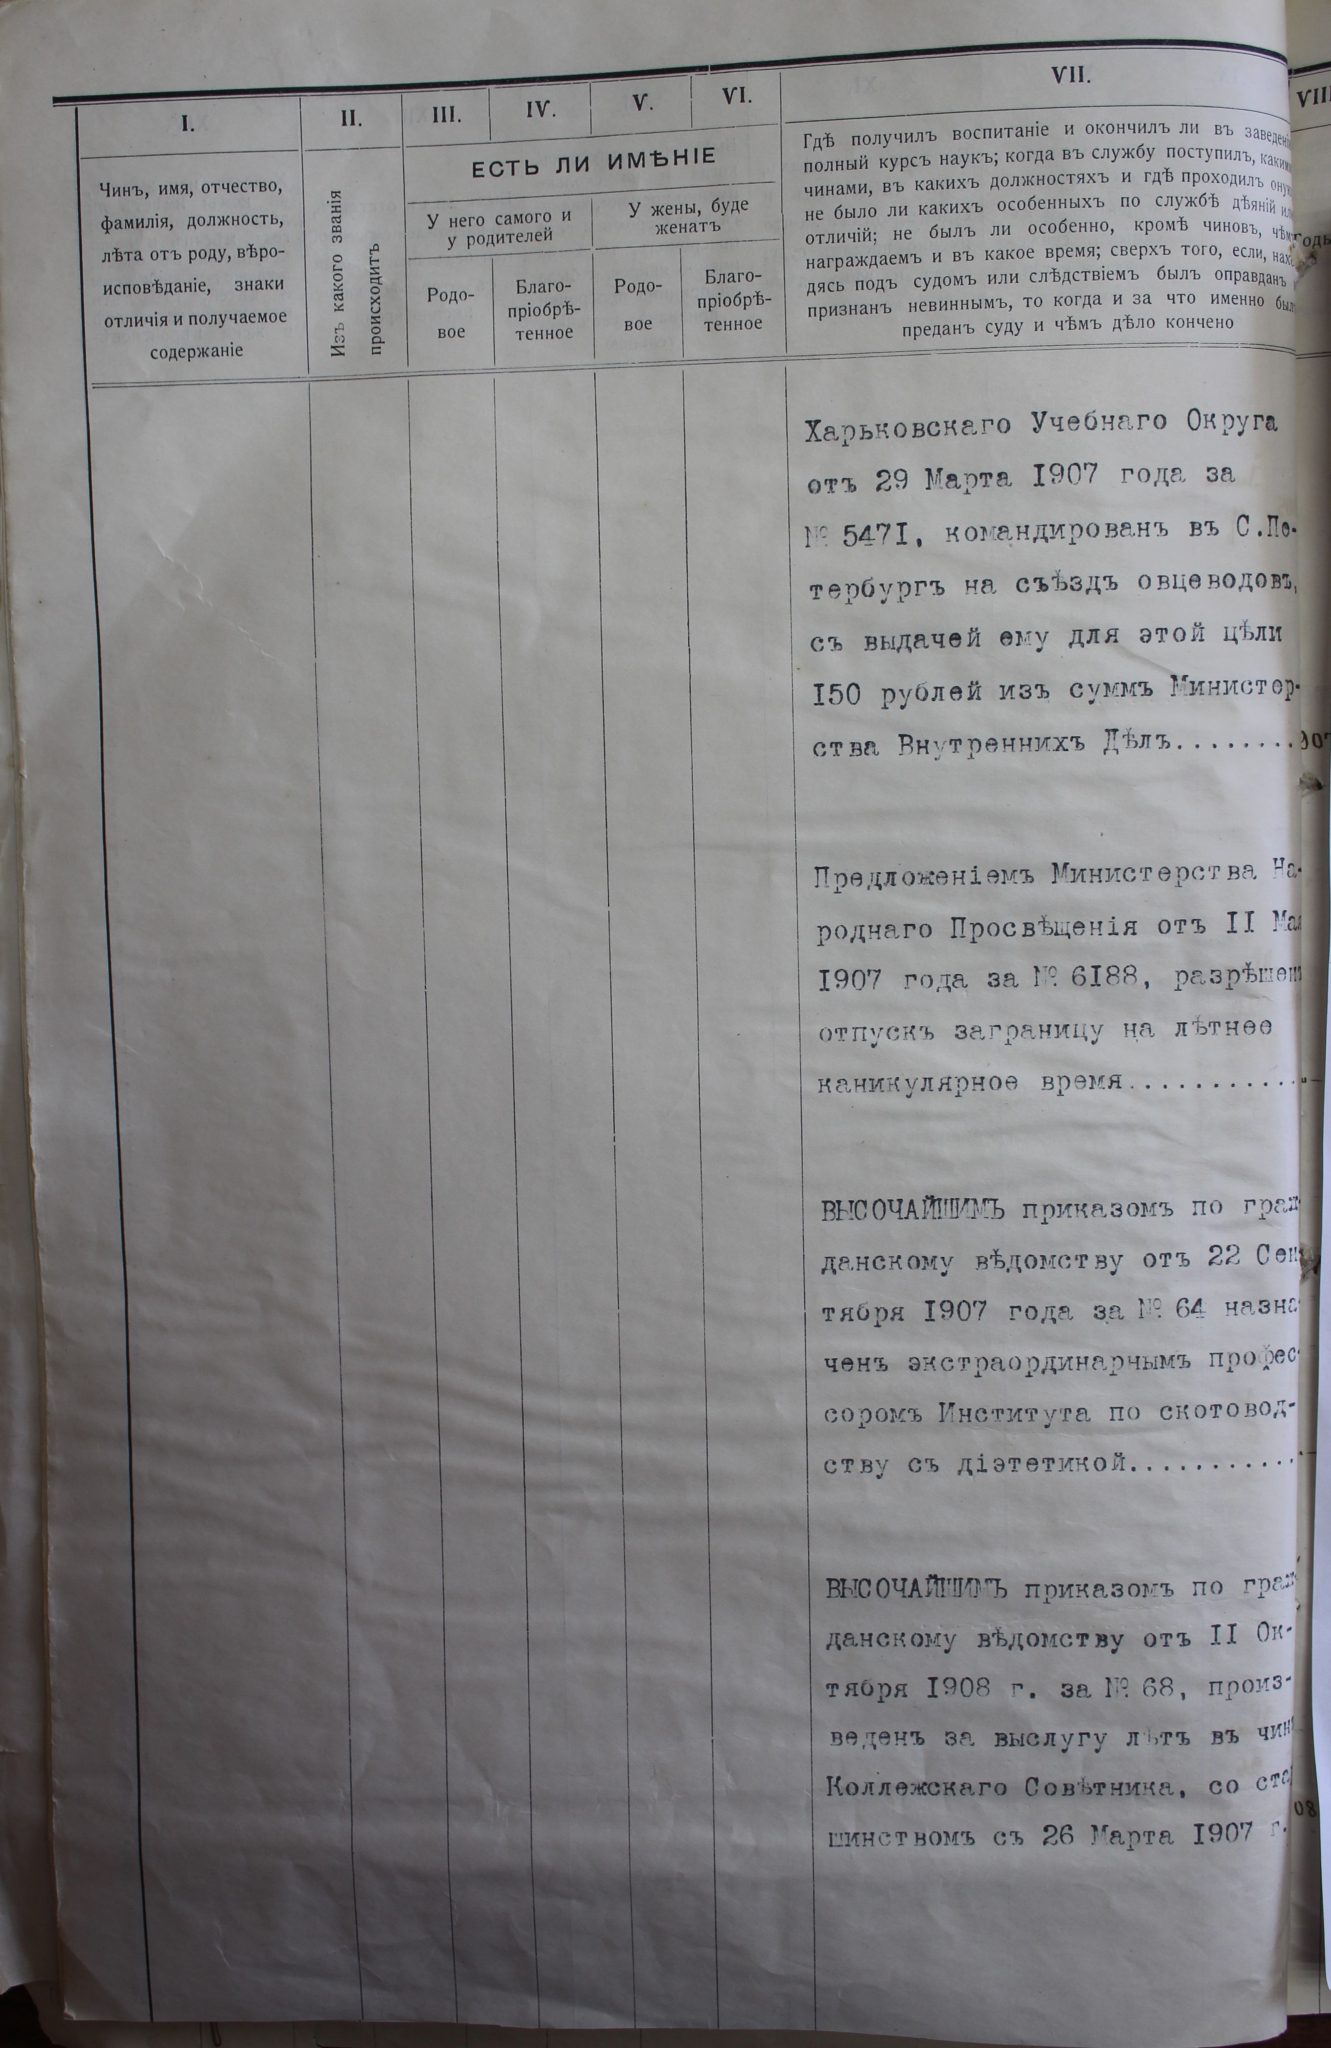 I.
II.
III.
IV.
V.
VI.
VII.
VIII
ЕСТЬ ЛИ ИМѢНІЕ
Чинъ, имя, отчество,
фамилія, должность,
лѣта отъ роду, вѣро-
исповѣданіе, знаки
отличія и получаемое
содержаніе
Изъ какого званія
происходитъ
У него самого и
у родителей
У жены, буде
женатъ
Родо-
вое
Благо-
пріобрѣ-
тенное
Родо-
вое
Благо-
пріобрѣ-
тенное
Гдѣ получилъ воспитаніе и окончилъ ли въ заведені
полный курсъ наукъ; когда въ службу поступилъ, каким
чинами, въ какихъ должностяхъ и гдѣ проходилъ оную
не было ли какихъ особенныхъ по службѣ дѣяній ил
отличій; не былъ ли особенно, кромѣ чиновъ, чѣм
награждаемъ и въ какое время; сверхъ того, если, нахо
дясь подъ судомъ или слѣдствіемъ былъ оправданъ
признанъ невиннымъ, то когда и за что именно был
преданъ суду и чѣмъ дѣло кончено
Годы
Харьковскаго Учебнаго Округа
отъ 29 Марта 1907 года за
№ 5471, командированъ въ С.Пе-
тербургъ на съѣздъ овцеводовъ,
съ выдачей ему для этой цѣли
150 рублей изъ суммъ Министер-
ства Внутреннихъ Дѣлъ........ 907
Предложеніемъ Министерства На-
роднаго Просвѣщенія отъ II Мая
1907 года за № 6188, разрѣшенъ
отпускъ заграницу на лѣтнее
каникулярное время............
ВЫСОЧАЙШИМЪ приказомъ по граж-
данскому вѣдомству отъ 22 Сен
тября 1907 года за № 64 назна-
ченъ экстраординарнымъ профес-
соромъ Института по скотовод-
ству съ діэтетикой...........
ВЫСОЧАЙШИМЪ приказомъ по граж-
данскому вѣдомству отъ II Ок-
тября 1908 г. за № 68, произ-
веденъ за выслугу лѣтъ въ чинъ
Коллежскаго Совѣтника, со стар
шинствомъ съ 26 Марта 1907 г. 08